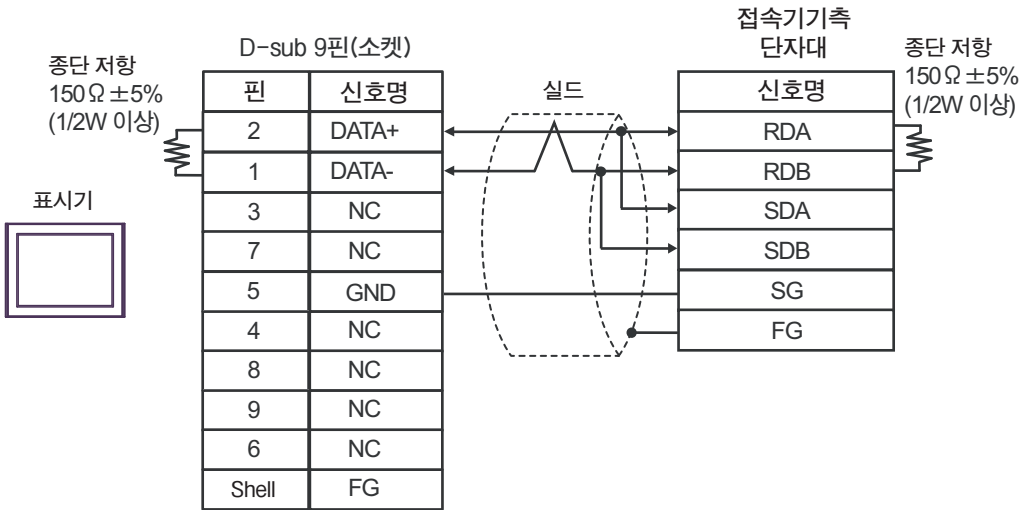 접속기기측
단자대
D-sub 9핀(소켓)
종단 저항
150Ω±5%
(1/2W 이상)
종단 저항
150Ω±5%
(1/2W 이상)
실드
표시기
핀 신호명
2 DATA+
1 DATA-
3 NC
7 NC
5 GND
4 NC
8 NC
9 NC
6 NC
Shell FG
신호명
RDA
RDB
SDA
SDB
SG
FG